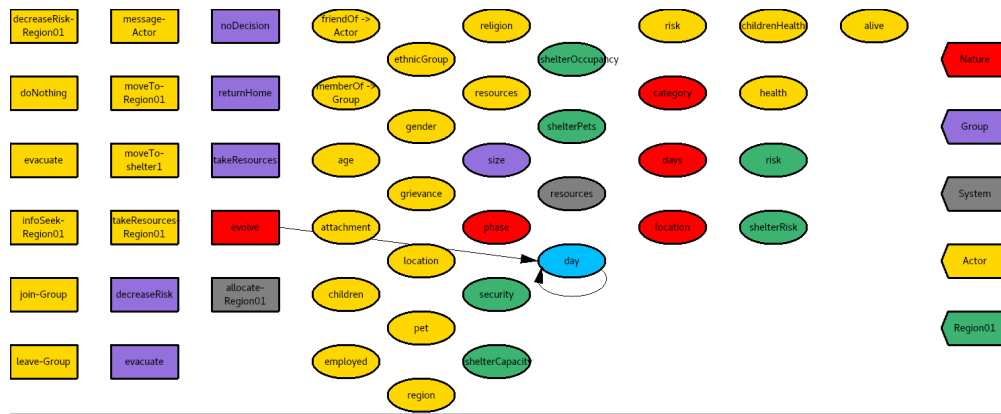 decreaseRisk-
Region01
message-
Actor
noDecision
friendOf ->
Actor
religion
risk
childrenHealth
alive
ethnicGroup
shelterOccupancy
Nature
doNothing
moveTo-
Region01
returnHome
memberOf ->
Group
resources
category
health
gender
shelterPets
Group
evacuate
moveTo-
shelter1
takeResources
age
size
days
risk
grievance
resources
System
infoSeek-
Region01
takeResources-
Region01
evolve
attachment
phase
location
shelterRisk
location
day
Actor
join-Group
decreaseRisk
allocate-
Region01
children
security
pet
Region01
leave-Group
evacuate
employed
shelterCapacity
region